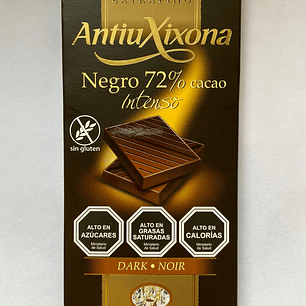 EXTRAFINO
AntiuXixona
Negro 72% cacao
intenso
sin gluten
ALTO EN AZÚCARES
Ministerio de Salud
ALTO EN GRASAS SATURADAS
Ministerio de Salud
ALTO EN CALORÍAS
Ministerio de Salud
DARK • NOIR